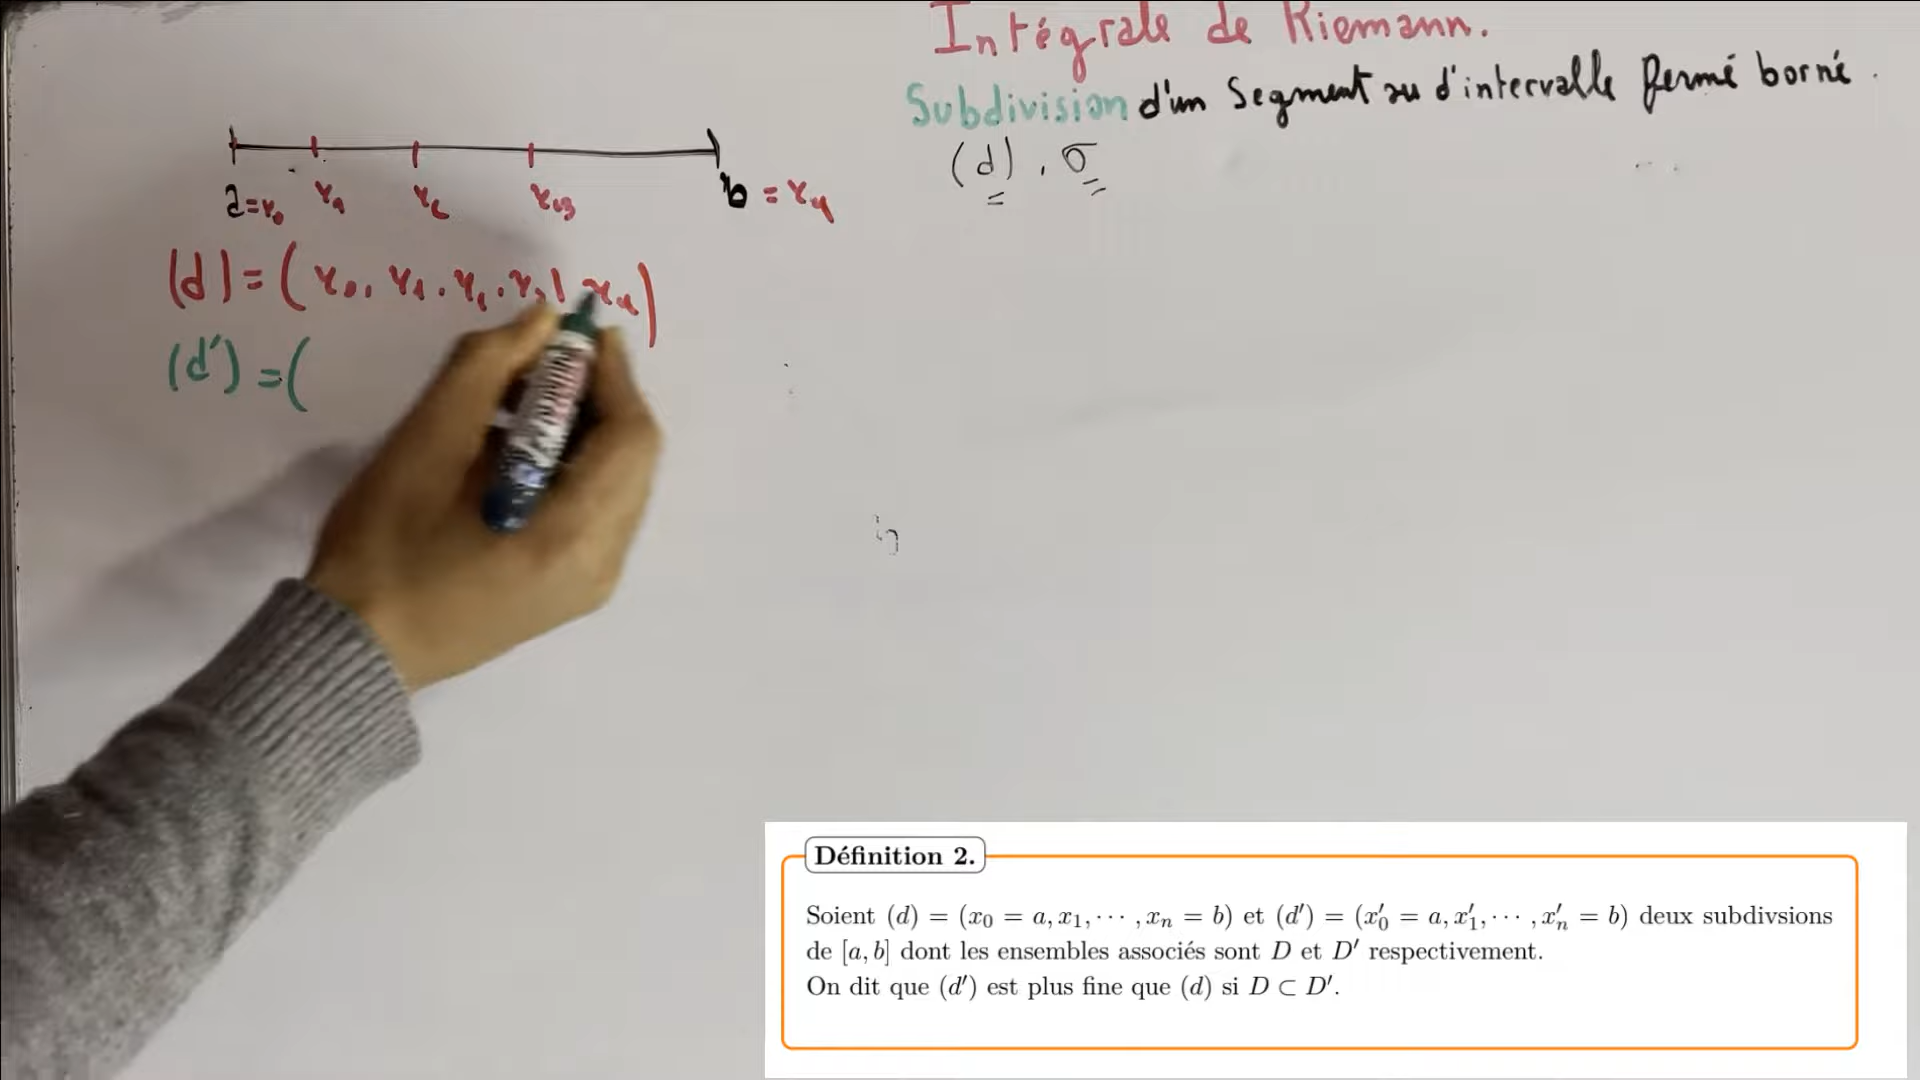 Intégrale de Riemann.
Subdivision d'un Segment ou d'intervalle fermé borné.
(d), σ
a=x₀ x₁ x₂ x₃ b = x₄
(d) = (x₀, x₁, x₂, x₃, x₄)
(d') = (
Définition 2.
Soient (d) = (x₀ = a, x₁, ⋯ , xₙ = b) et (d′) = (x′₀ = a, x′₁, ⋯ , x′ₙ = b) deux subdivsions
de [a, b] dont les ensembles associés sont D et D′ respectivement.
On dit que (d′) est plus fine que (d) si D ⊂ D′.